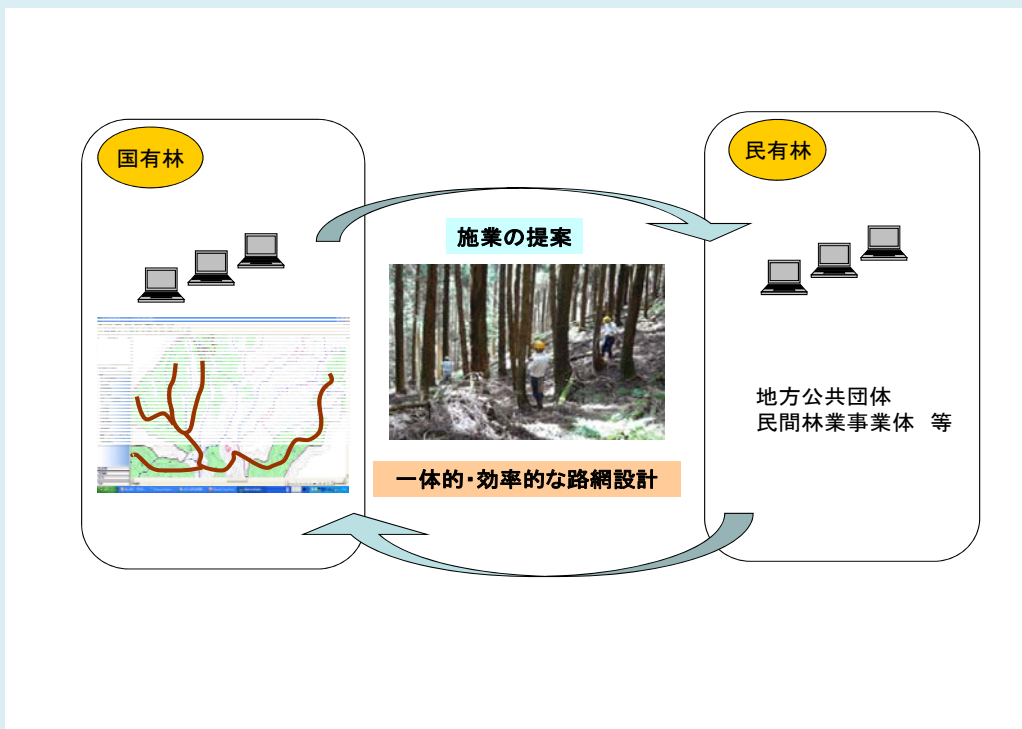 国有林
民有林
施業の提案
地方公共団体
民間林業事業体　等
一体的・効率的な路網設計